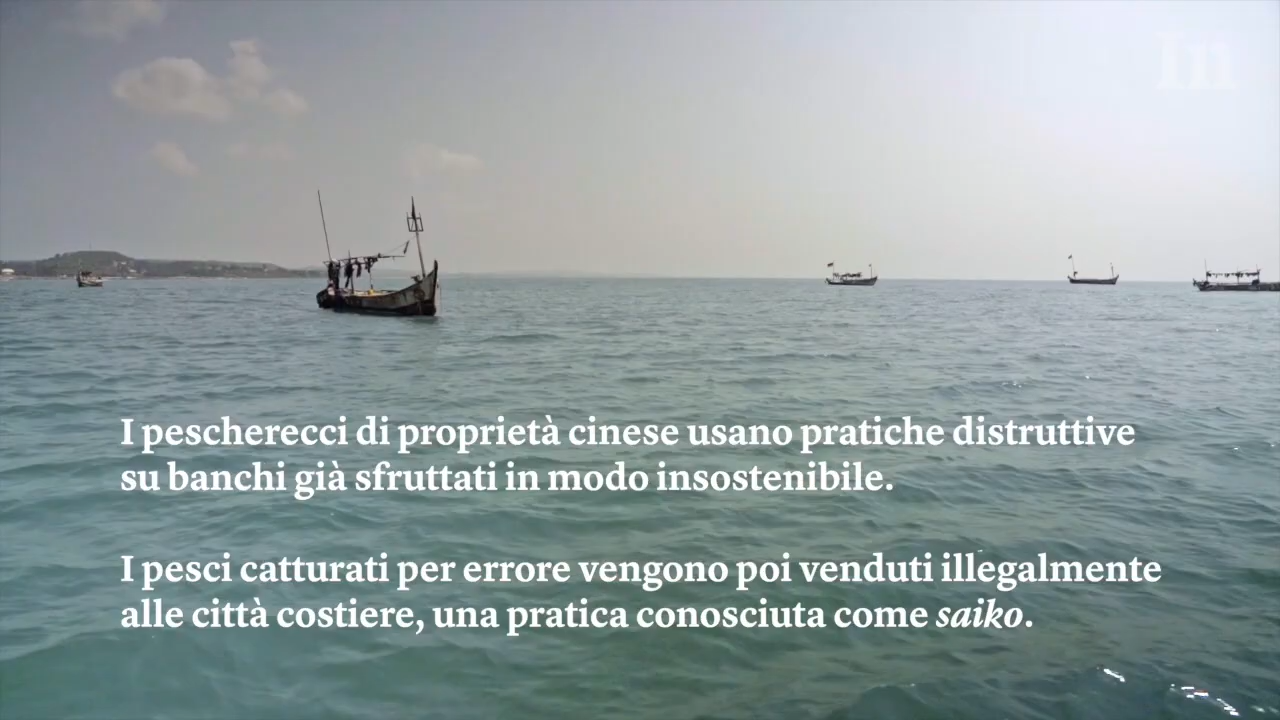 In
I pescherecci di proprietà cinese usano pratiche distruttive
su banchi già sfruttati in modo insostenibile.
I pesci catturati per errore vengono poi venduti illegalmente
alle città costiere, una pratica conosciuta come saiko.